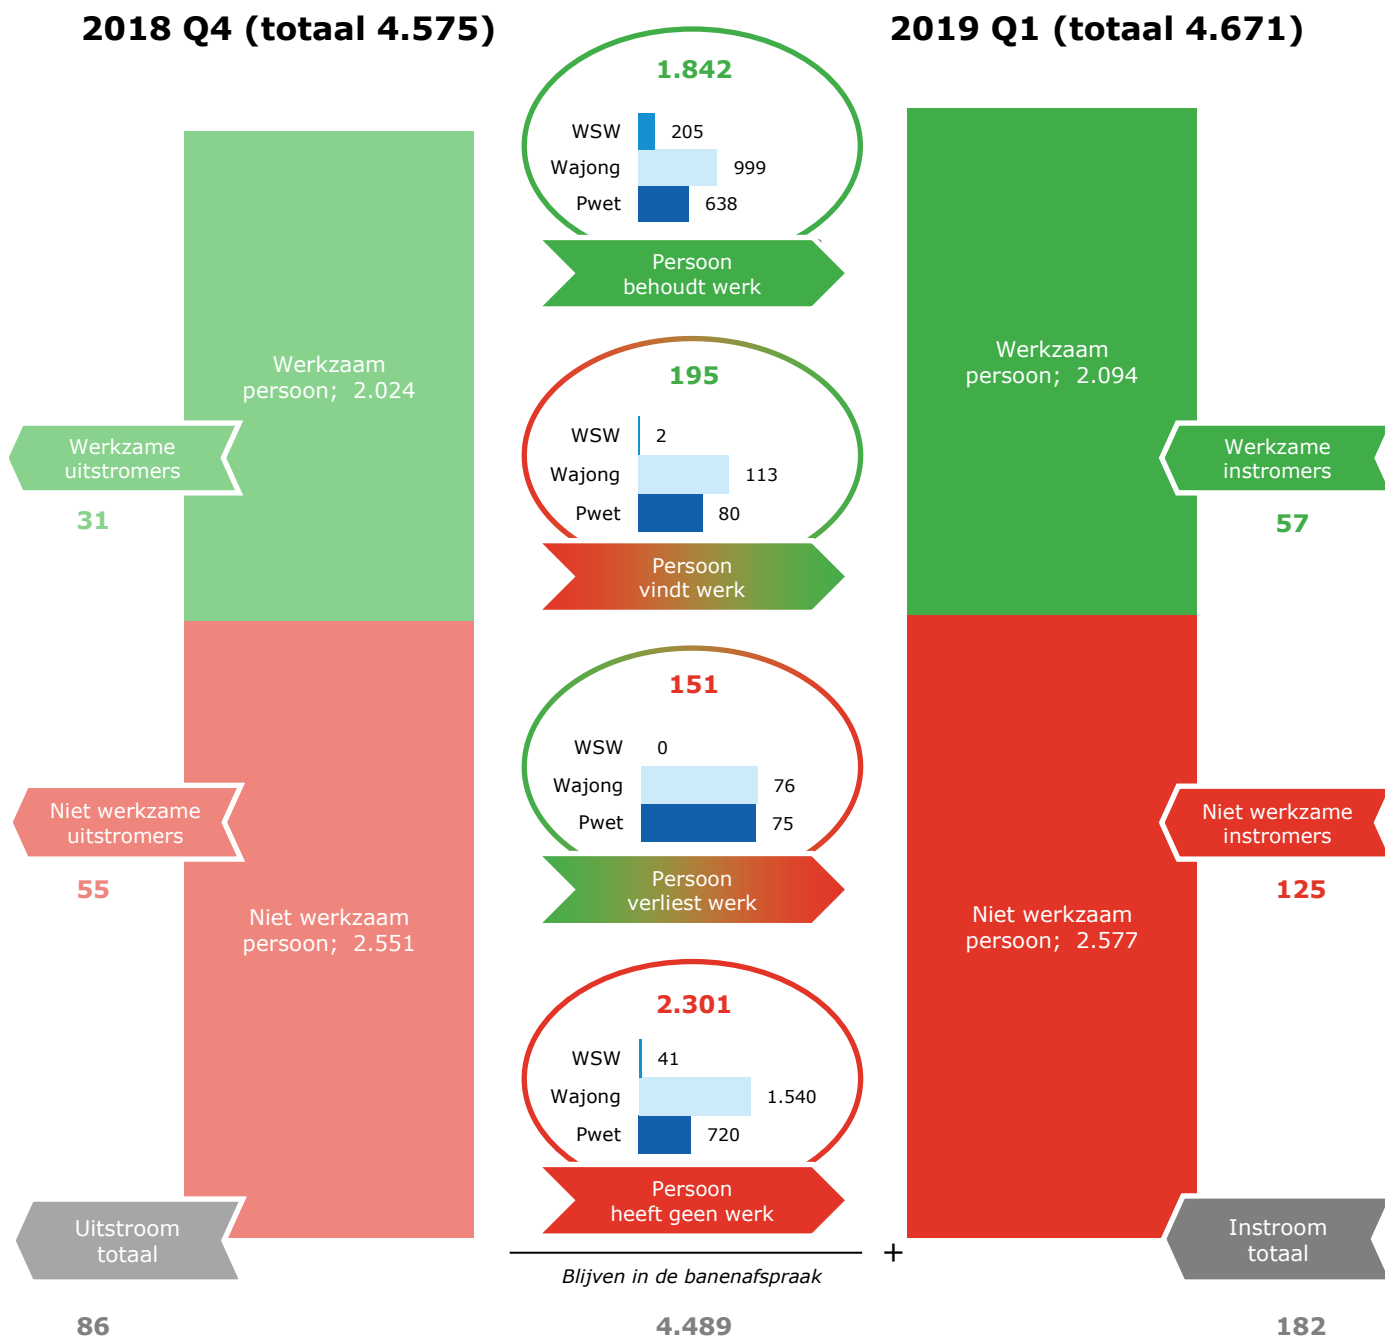 2018 Q4 (totaal 4.575)
2019 Q1 (totaal 4.671)
1.842
WSW 205
Wajong 999
Pwet 638
Persoon
behoudt werk
Werkzaam
persoon; 2.024
Werkzaam
persoon; 2.094
195
WSW 2
Wajong 113
Pwet 80
Persoon
vindt werk
Werkzame
uitstromers
31
Werkzame
instromers
57
151
WSW 0
Wajong 76
Pwet 75
Persoon
verliest werk
Niet werkzame
uitstromers
55
Niet werkzame
instromers
125
Niet werkzaam
persoon; 2.551
Niet werkzaam
persoon; 2.577
2.301
WSW 41
Wajong 1.540
Pwet 720
Persoon
heeft geen werk
Uitstroom
totaal
Instroom
totaal
+
Blijven in de banenafspraak
86
4.489
182